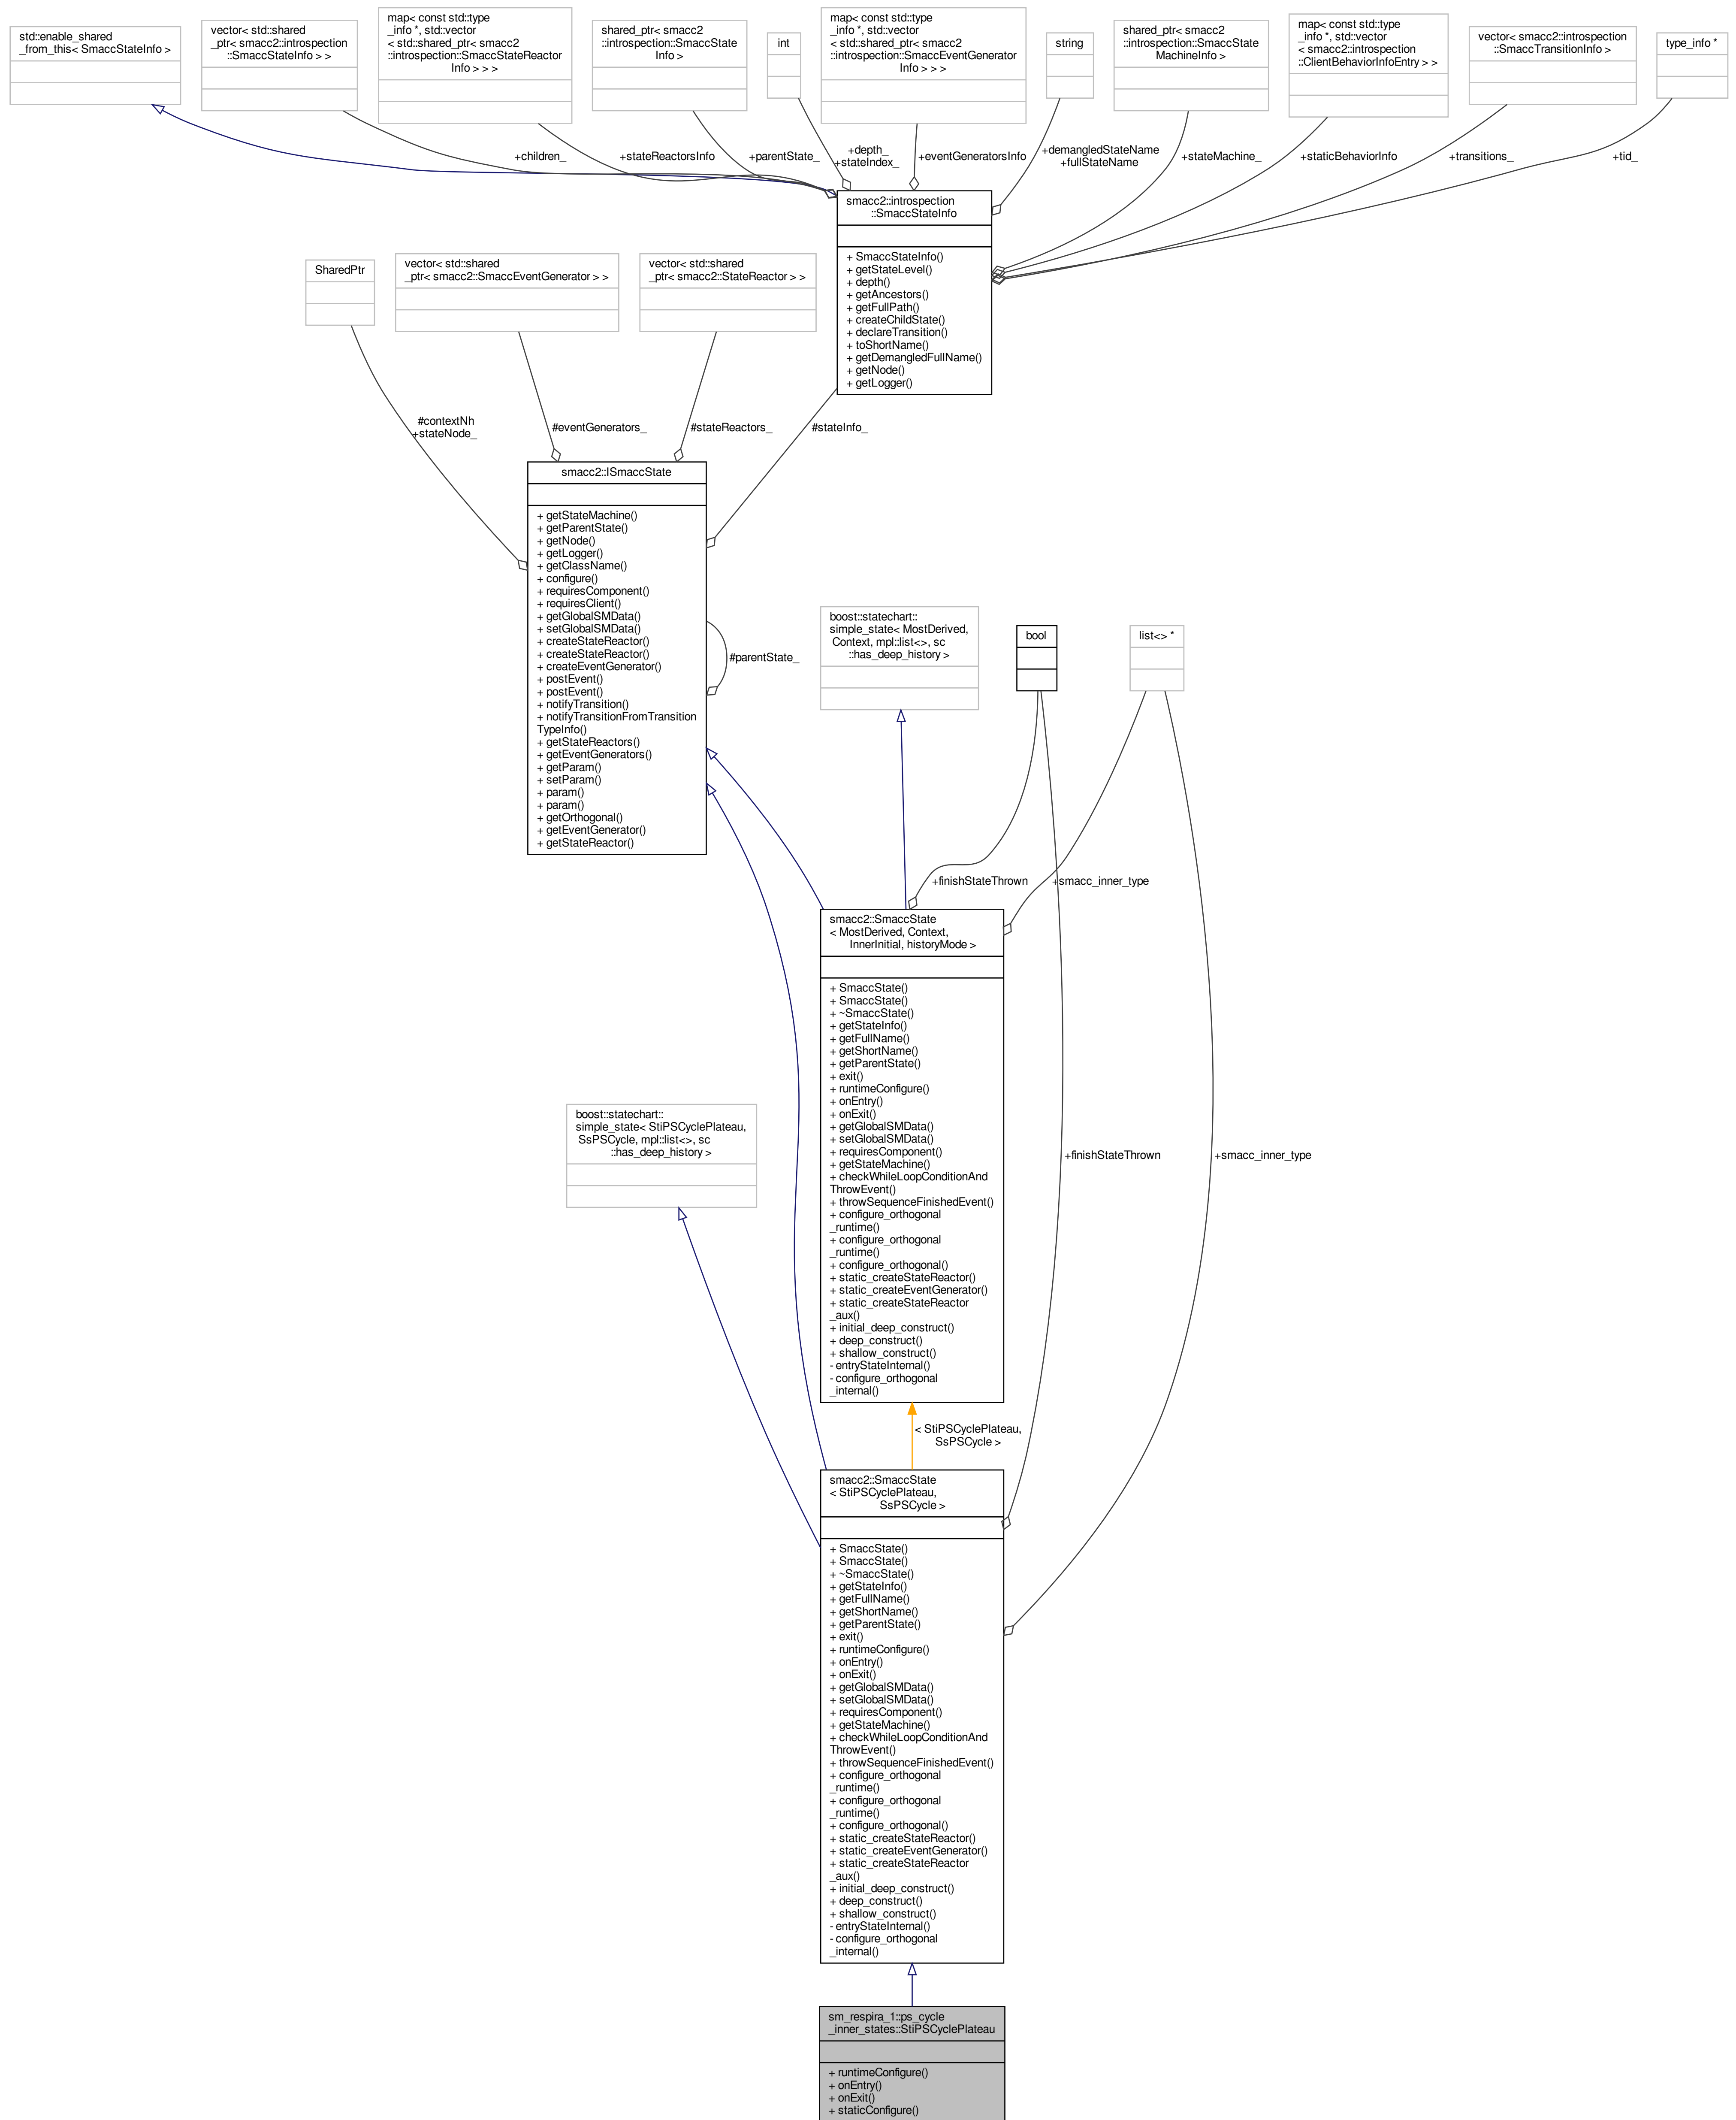 std::enable_shared
_from_this< SmaccStateInfo >
vector< std::shared
_ptr< smacc2::introspection
::SmaccStateInfo > >
map< const std::type
_info *, std::vector
< std::shared_ptr< smacc2
::introspection::SmaccStateReactor
Info > > >
shared_ptr< smacc2
::introspection::SmaccState
Info >
int
map< const std::type
_info *, std::vector
< std::shared_ptr< smacc2
::introspection::SmaccEventGenerator
Info > > >
string
shared_ptr< smacc2
::introspection::SmaccState
MachineInfo >
map< const std::type
_info *, std::vector
< smacc2::introspection
::ClientBehaviorInfoEntry > >
vector< smacc2::introspection
::SmaccTransitionInfo >
type_info *
+children_
+stateReactorsInfo
+parentState_
+depth_
+stateIndex_
+eventGeneratorsInfo
+demangledStateName
+fullStateName
+stateMachine_
+staticBehaviorInfo
+transitions_
+tid_
smacc2::introspection
::SmaccStateInfo
+ SmaccStateInfo()
+ getStateLevel()
+ depth()
+ getAncestors()
+ getFullPath()
+ createChildState()
+ declareTransition()
+ toShortName()
+ getDemangledFullName()
+ getNode()
+ getLogger()
SharedPtr
vector< std::shared
_ptr< smacc2::SmaccEventGenerator > >
vector< std::shared
_ptr< smacc2::StateReactor > >
#contextNh
+stateNode_
#eventGenerators_
#stateReactors_
#stateInfo_
smacc2::ISmaccState
+ getStateMachine()
+ getParentState()
+ getNode()
+ getLogger()
+ getClassName()
+ configure()
+ requiresComponent()
+ requiresClient()
+ getGlobalSMData()
+ setGlobalSMData()
+ createStateReactor()
+ createStateReactor()
+ createEventGenerator()
+ postEvent()
+ postEvent()
+ notifyTransition()
+ notifyTransitionFromTransition
TypeInfo()
+ getStateReactors()
+ getEventGenerators()
+ getParam()
+ setParam()
+ param()
+ param()
+ getOrthogonal()
+ getEventGenerator()
+ getStateReactor()
#parentState_
boost::statechart::
simple_state< MostDerived,
Context, mpl::list<>, sc
::has_deep_history >
bool
list<> *
+finishStateThrown
+smacc_inner_type
smacc2::SmaccState
< MostDerived, Context,
InnerInitial, historyMode >
+ SmaccState()
+ SmaccState()
+ ~SmaccState()
+ getStateInfo()
+ getFullName()
+ getShortName()
+ getParentState()
+ exit()
+ runtimeConfigure()
+ onEntry()
+ onExit()
+ getGlobalSMData()
+ setGlobalSMData()
+ requiresComponent()
+ getStateMachine()
+ checkWhileLoopConditionAnd
ThrowEvent()
+ throwSequenceFinishedEvent()
+ configure_orthogonal
_runtime()
+ configure_orthogonal
_runtime()
+ configure_orthogonal()
+ static_createStateReactor()
+ static_createEventGenerator()
+ static_createStateReactor
_aux()
+ initial_deep_construct()
+ deep_construct()
+ shallow_construct()
- entryStateInternal()
- configure_orthogonal
_internal()
boost::statechart::
simple_state< StiPSCyclePlateau,
SsPSCycle, mpl::list<>, sc
::has_deep_history >
+finishStateThrown
+smacc_inner_type
< StiPSCyclePlateau,
SsPSCycle >
smacc2::SmaccState
< StiPSCyclePlateau,
SsPSCycle >
+ SmaccState()
+ SmaccState()
+ ~SmaccState()
+ getStateInfo()
+ getFullName()
+ getShortName()
+ getParentState()
+ exit()
+ runtimeConfigure()
+ onEntry()
+ onExit()
+ getGlobalSMData()
+ setGlobalSMData()
+ requiresComponent()
+ getStateMachine()
+ checkWhileLoopConditionAnd
ThrowEvent()
+ throwSequenceFinishedEvent()
+ configure_orthogonal
_runtime()
+ configure_orthogonal
_runtime()
+ configure_orthogonal()
+ static_createStateReactor()
+ static_createEventGenerator()
+ static_createStateReactor
_aux()
+ initial_deep_construct()
+ deep_construct()
+ shallow_construct()
- entryStateInternal()
- configure_orthogonal
_internal()
sm_respira_1::ps_cycle
_inner_states::StiPSCyclePlateau
+ runtimeConfigure()
+ onEntry()
+ onExit()
+ staticConfigure()